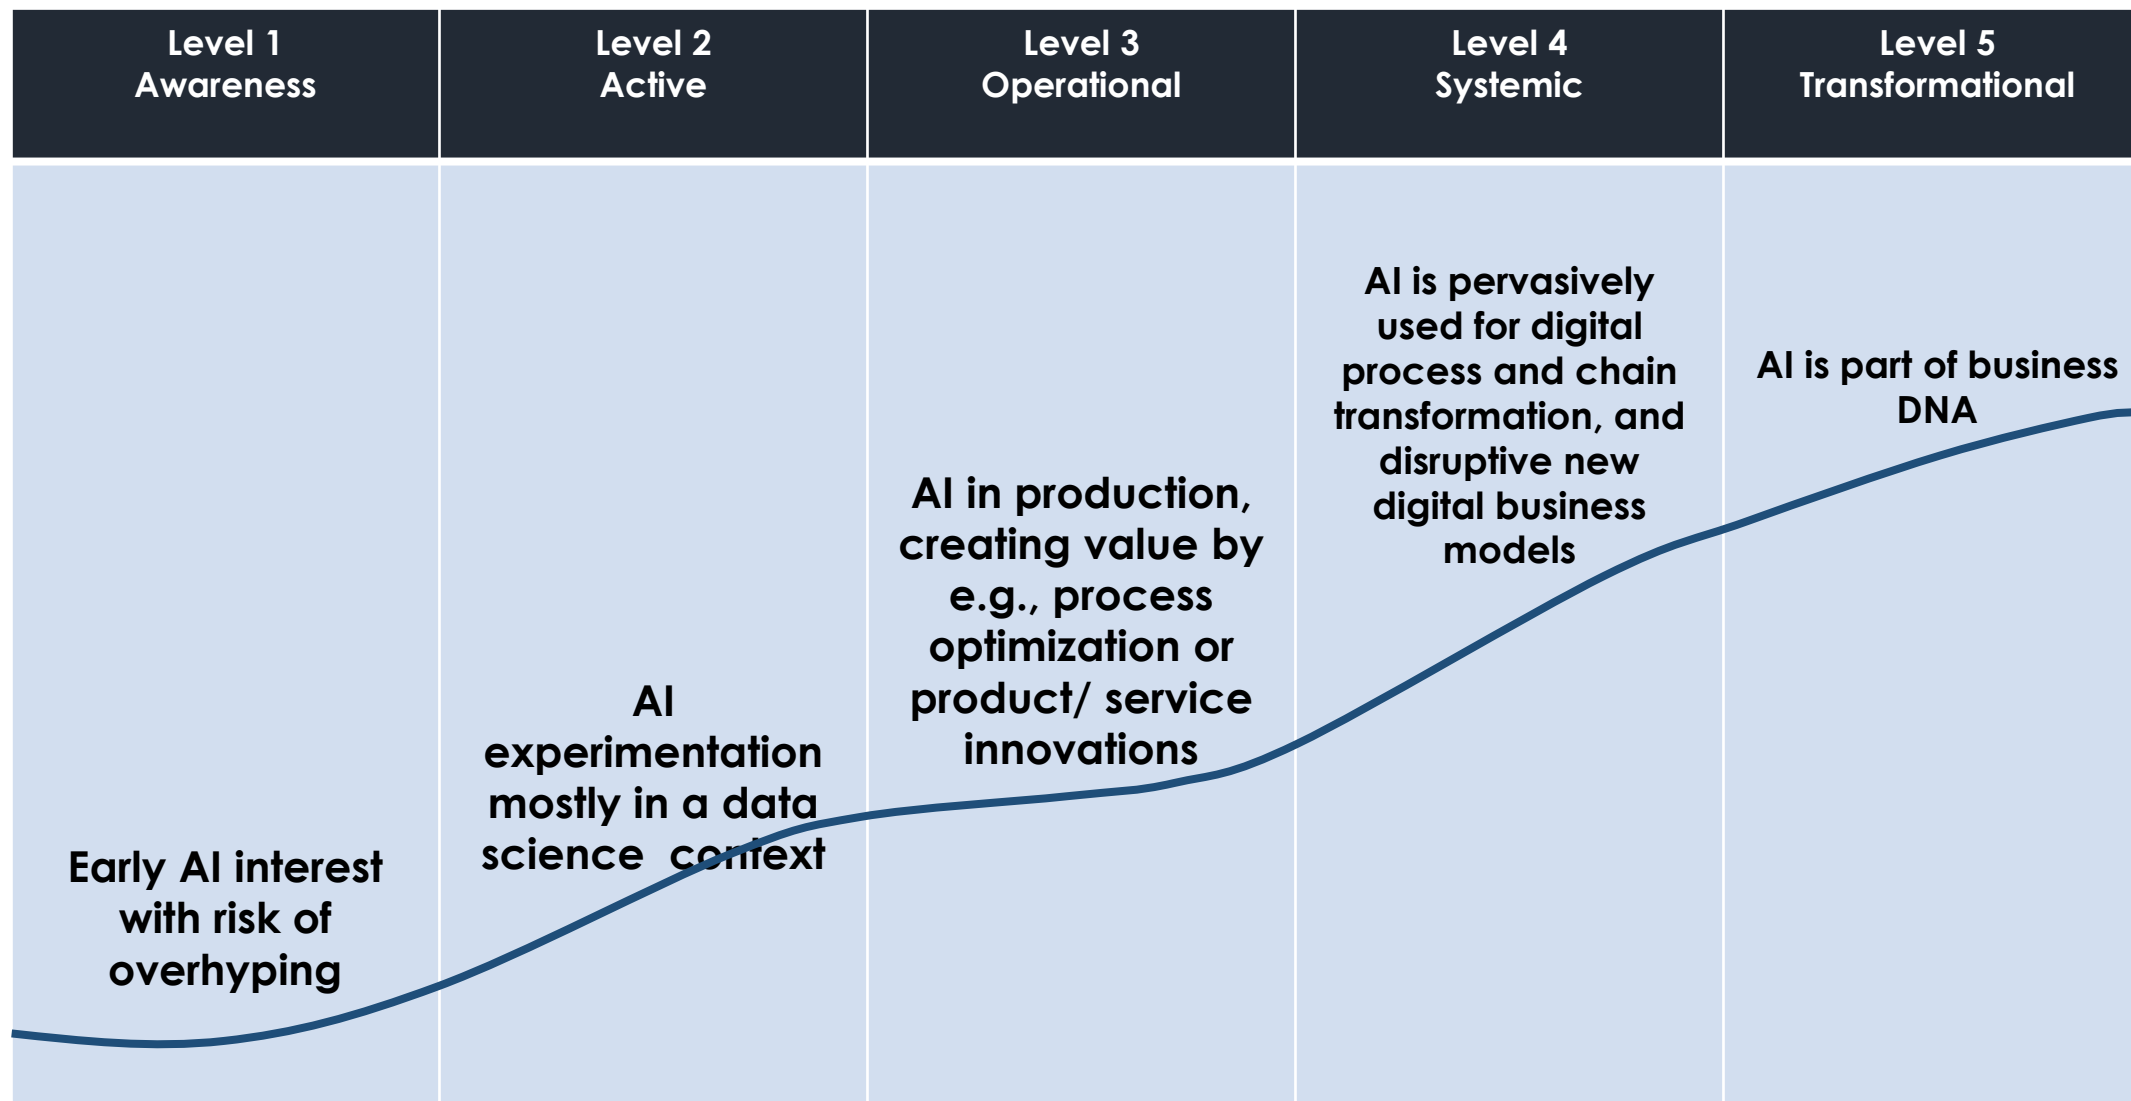 Level 1
Awareness
Level 2
Active
Level 3
Operational
Level 4
Systemic
Level 5
Transformational
Early AI interest
with risk of
overhyping
AI
experimentation
mostly in a data
science  context
AI in production,
creating value by
e.g., process
optimization or
product/ service
innovations
AI is pervasively
used for digital
process and chain
transformation, and
disruptive new
digital business
models
AI is part of business
DNA